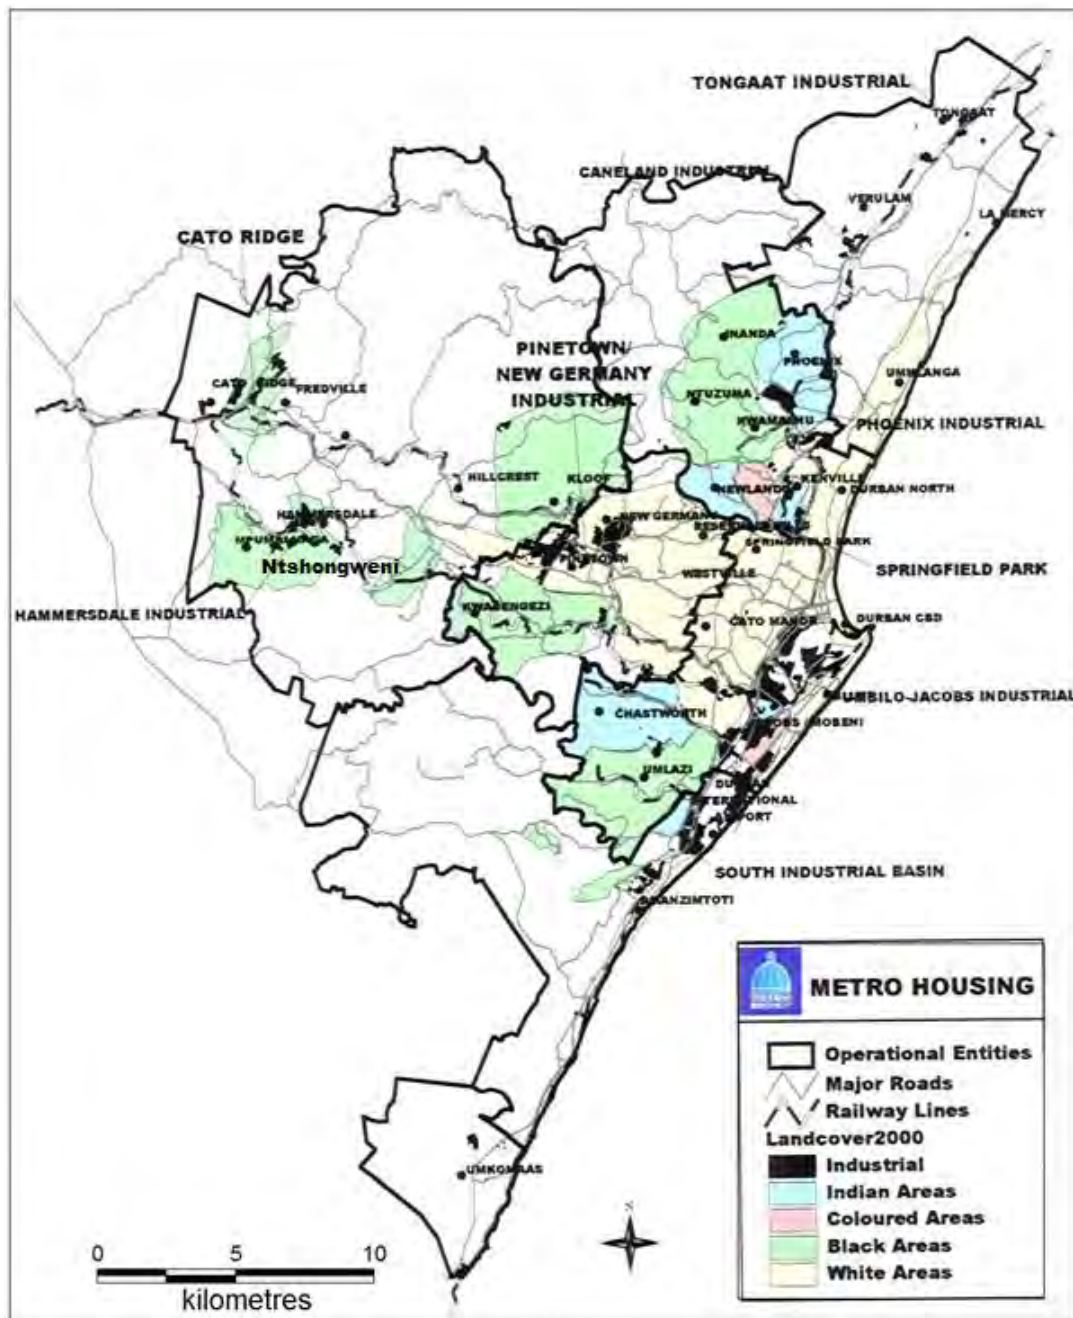 TONGAAT INDUSTRIAL
TONGAAT
CANELAND INDUSTRIAL
VERULAM
LA MERCY
CATO RIDGE
INANDA
PINETOWN/
NEW GERMANY
INDUSTRIAL
PHOENIX
UMHLANGA
CATO RIDGE
FREDVILLE
NTUZUMA
KWAMASHU
PHOENIX INDUSTRIAL
HILLCREST
KLOOF
NEWLANDS
KENVILLE
DURBAN NORTH
HAMMERSDALE
NEW GERMANY
MPUMALANGA
SPRINGFIELD PARK
Ntshongweni
PINETOWN
WESTVILLE
SPRINGFIELD PARK
HAMMERSDALE INDUSTRIAL
KWADENGEZI
CATO MANOR
DURBAN CBD
UMBILO-JACOBS INDUSTRIAL
CHASTWORTH
JACOBS / MOBENI
UMLAZI
DURBAN
INTERNATIONAL
AIRPORT
SOUTH INDUSTRIAL BASIN
AMANZIMTOTI
METRO HOUSING
Operational Entities
Major Roads
Railway Lines
Landcover2000
Industrial
Indian Areas
Coloured Areas
Black Areas
White Areas
UMKOMAAS
N
0 5 10
kilometres